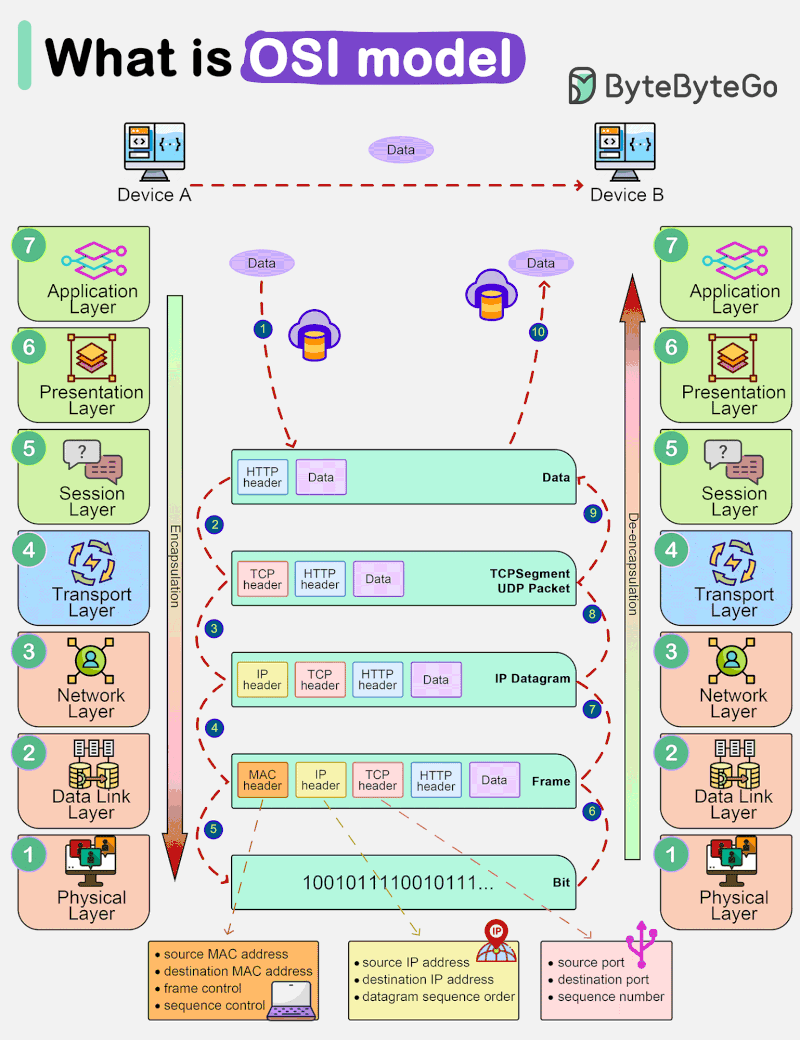 What is OSI model
ByteByteGo
Data
Device A
Device B
7
Application
Layer
6
Presentation
Layer
5
?
Session
Layer
4
Transport
Layer
3
Network
Layer
2
Data Link
Layer
1
Physical
Layer
Encapsulation
Data
1
Data
10
HTTP
header
Data
Data
2
9
TCP
header
HTTP
header
Data
TCPSegment
UDP Packet
3
8
IP
header
TCP
header
HTTP
header
Data
IP Datagram
4
7
MAC
header
IP
header
TCP
header
HTTP
header
Data
Frame
5
6
1001011110010111...
Bit
De-encapsulation
7
Application
Layer
6
Presentation
Layer
5
?
Session
Layer
4
Transport
Layer
3
Network
Layer
2
Data Link
Layer
1
Physical
Layer
• source MAC address
• destination MAC address
• frame control
• sequence control
IP
• source IP address
• destination IP address
• datagram sequence order
• source port
• destination port
• sequence number